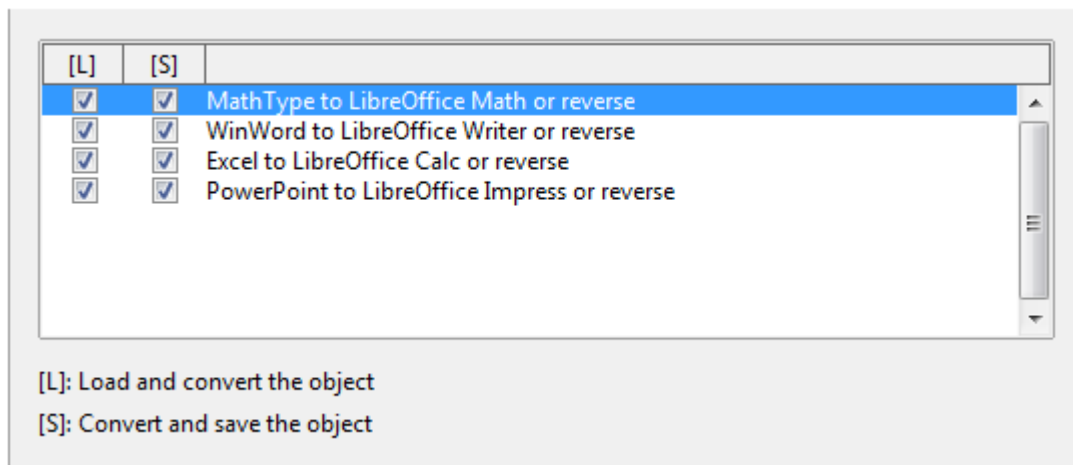 [L] [S]
MathType to LibreOffice Math or reverse
WinWord to LibreOffice Writer or reverse
Excel to LibreOffice Calc or reverse
PowerPoint to LibreOffice Impress or reverse
[L]: Load and convert the object
[S]: Convert and save the object